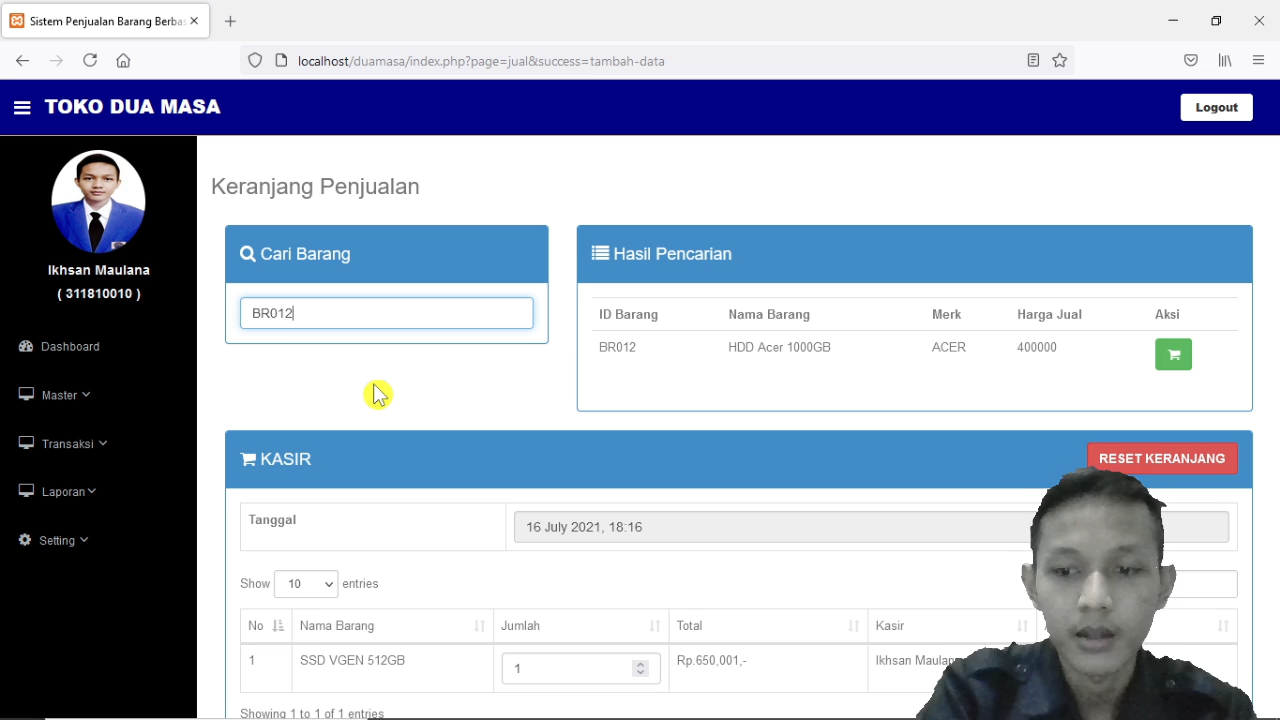 Sistem Penjualan Barang Berbas
localhost/duamasa/index.php?page=jual&success=tambah-data
TOKO DUA MASA
Logout
Ikhsan Maulana
( 311810010 )
Dashboard
Master
Transaksi
Laporan
Setting
Keranjang Penjualan
Cari Barang
BR012
Hasil Pencarian
ID Barang Nama Barang Merk Harga Jual Aksi
BR012 HDD Acer 1000GB ACER 400000
KASIR
RESET KERANJANG
Tanggal
16 July 2021, 18:16
Show 10 entries
No Nama Barang Jumlah Total Kasir
1 SSD VGEN 512GB 1 Rp.650,001,- Ikhsan Maulan
Showing 1 to 1 of 1 entries